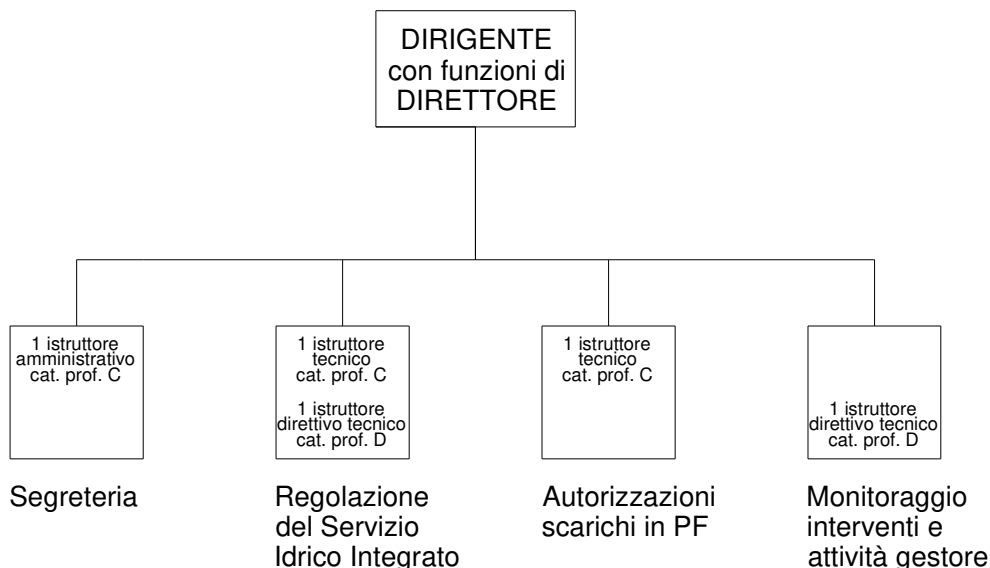 DIRIGENTE
con funzioni di
DIRETTORE
1 istruttore
amministrativo
cat. prof. C
1 istruttore
tecnico
cat. prof. C
1 istruttore
direttivo tecnico
cat. prof. D
1 istruttore
tecnico
cat. prof. C
1 istruttore
direttivo tecnico
cat. prof. D
Segreteria
Regolazione
del Servizio
Idrico Integrato
Autorizzazioni
scarichi in PF
Monitoraggio
interventi e
attività gestore